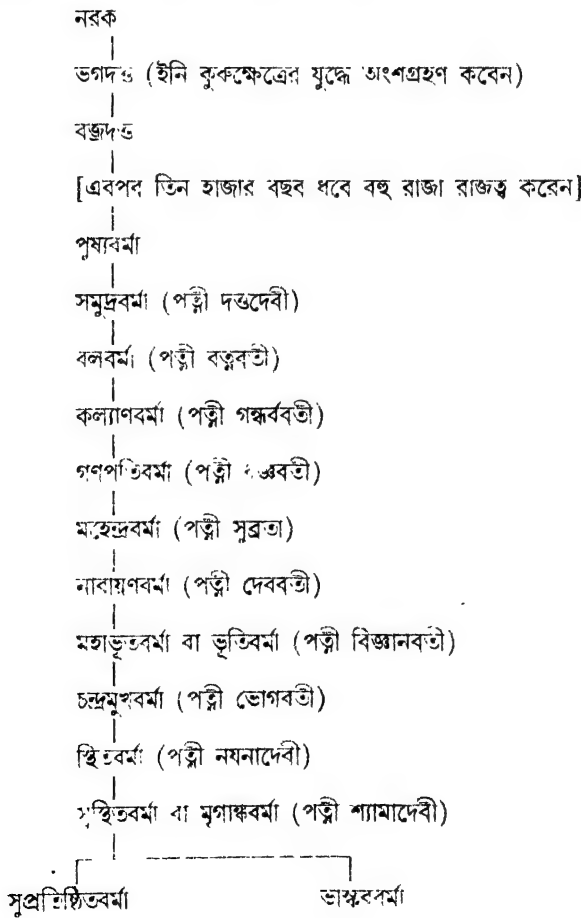 নরক
ভগদত্ত (ইনি কুরুক্ষেত্রের যুদ্ধে অংশগ্রহণ করেন)
বজ্রদত্ত
[এরপর তিন হাজার বছর ধরে বহু রাজা রাজত্ব করেন]
পুষ্যবর্মা
সমুদ্রবর্মা (পত্নী দত্তদেবী)
বলবর্মা (পত্নী রত্নবতী)
কল্যাণবর্মা (পত্নী গন্ধর্ববতী)
গণপতিবর্মা (পত্নী
মহেন্দ্রবর্মা (পত্নী সুব্রতা)
নারায়ণবর্মা (পত্নী দেববতী)
মহাভূতবর্মা বা ভূতিবর্মা (পত্নী বিজ্ঞানবতী)
চন্দ্রমুখবর্মা (পত্নী ভোগবতী)
স্থিতবর্মা (পত্নী নয়নাদেবী)
সুস্থিতবর্মা বা মৃগাঙ্কবর্মা (পত্নী শ্যামাদেবী)
সুপ্রতিষ্ঠিতবর্মা ভাস্করবর্মা